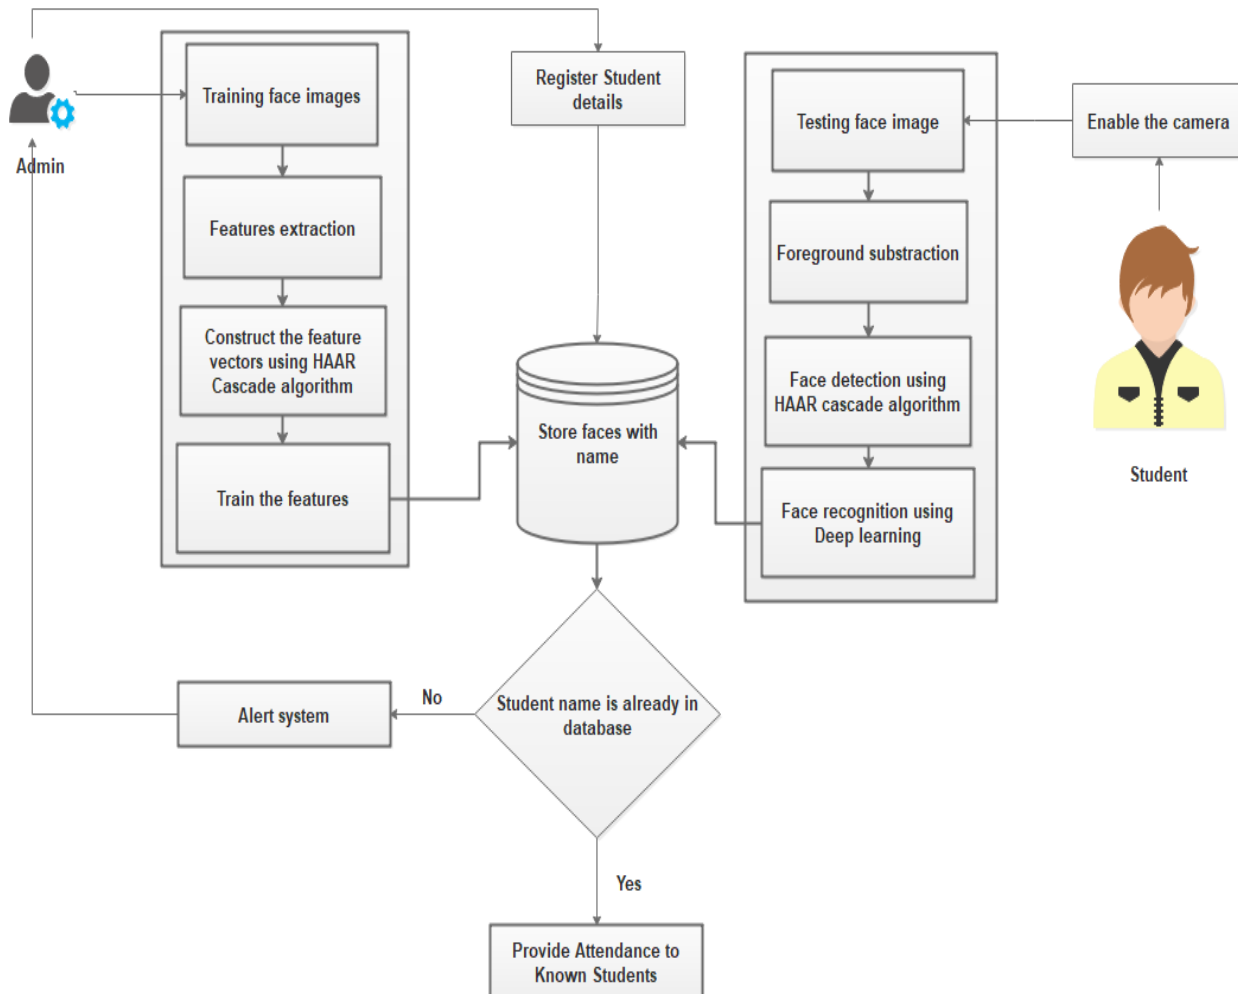 Admin
Training face images
Features extraction
Construct the feature
vectors using HAAR
Cascade algorithm
Train the features
Register Student
details
Store faces with
name
Testing face image
Foreground substraction
Face detection using
HAAR cascade algorithm
Face recognition using
Deep learning
Enable the camera
Student
Student name is already in
database
No
Alert system
Yes
Provide Attendance to
Known Students